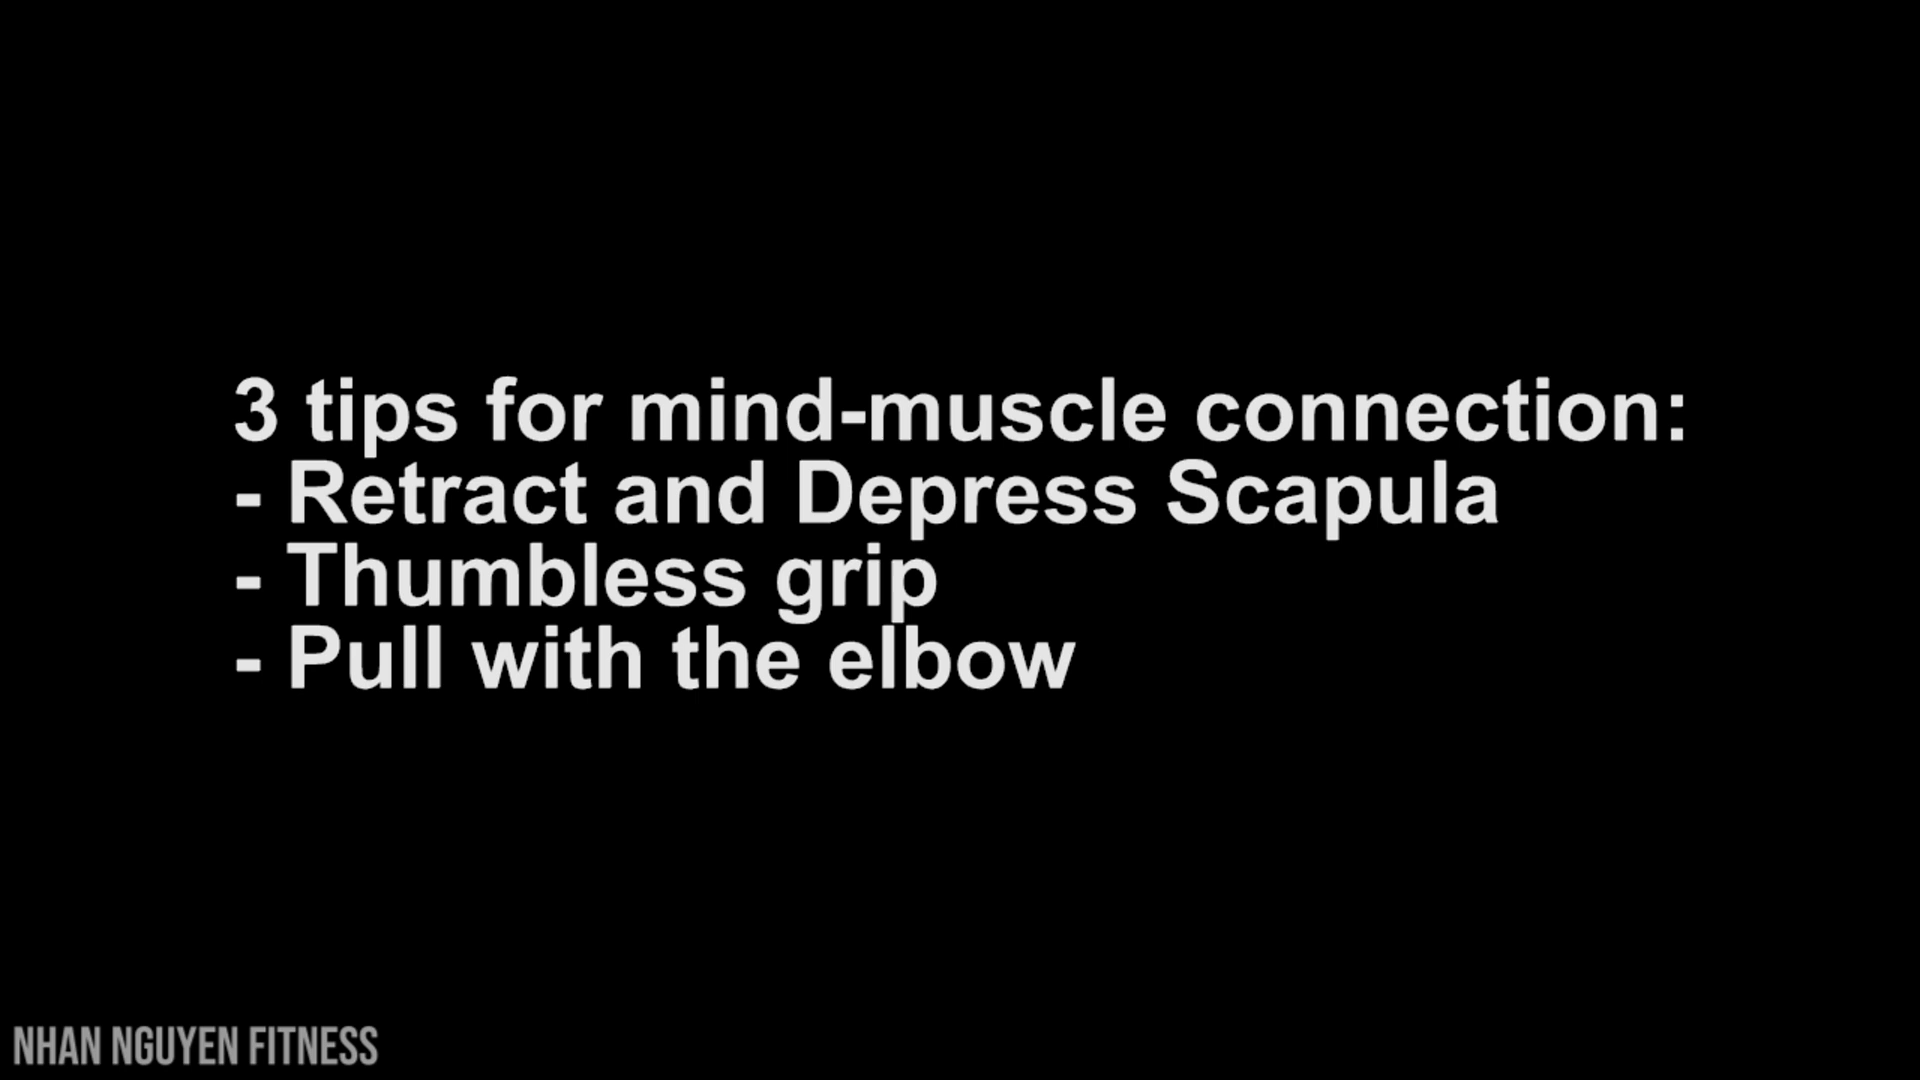 3 tips for mind-muscle connection:
- Retract and Depress Scapula
- Thumbless grip
- Pull with the elbow
NHAN NGUYEN FITNESS